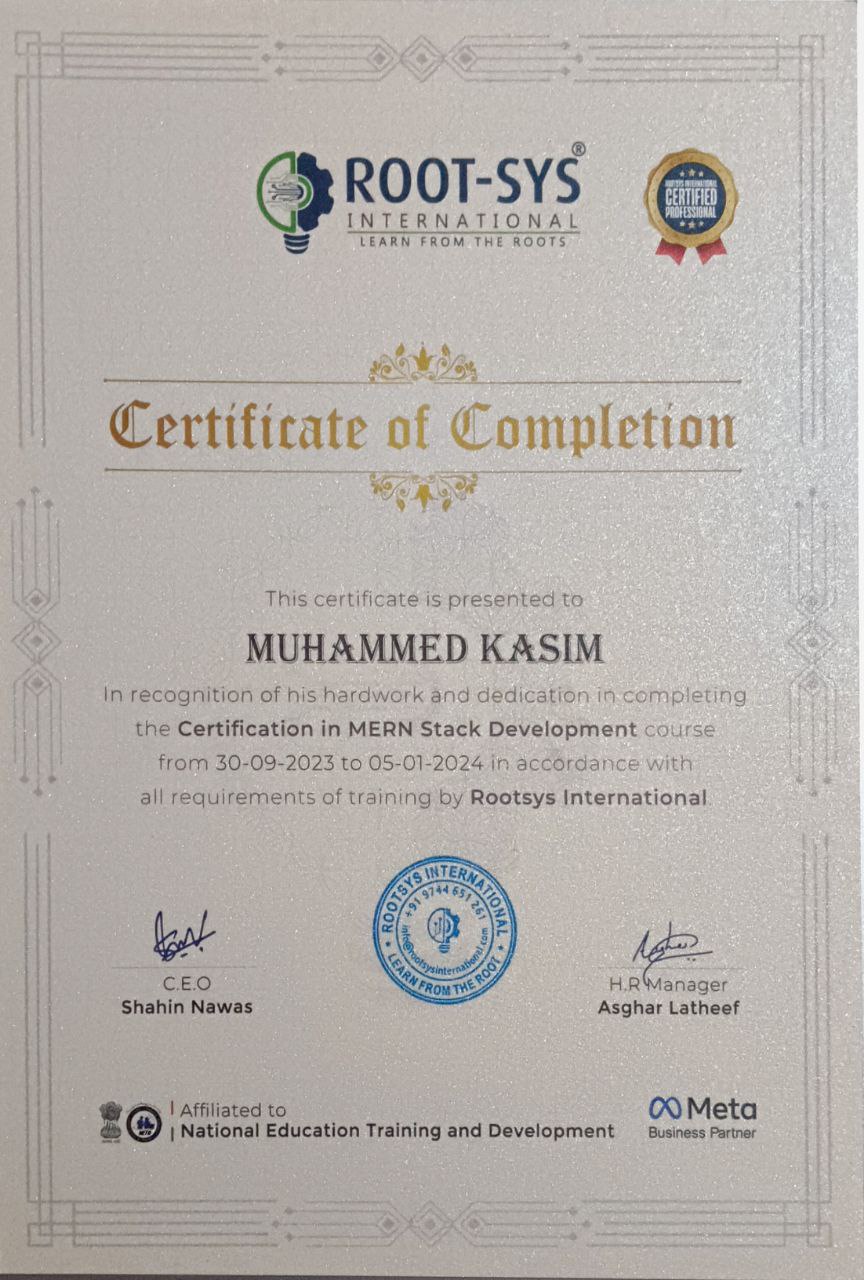 ROOT-SYS®
INTERNATIONAL
LEARN FROM THE ROOTS
ROOTSYS INTERNATIONAL
CERTIFIED
PROFESSIONAL
Certificate of Completion
This certificate is presented to
MUHAMMED KASIM
In recognition of his hardwork and dedication in completing
the Certification in MERN Stack Development course
from 30-09-2023 to 05-01-2024 in accordance with
all requirements of training by Rootsys International
ROOTSYS INTERNATIONAL
+91 9744 651 261
info@rootsysinternational.com
LEARN FROM THE ROOT
C.E.O
Shahin Nawas
H.R Manager
Asghar Latheef
Affiliated to
National Education Training and Development
Meta
Business Partner